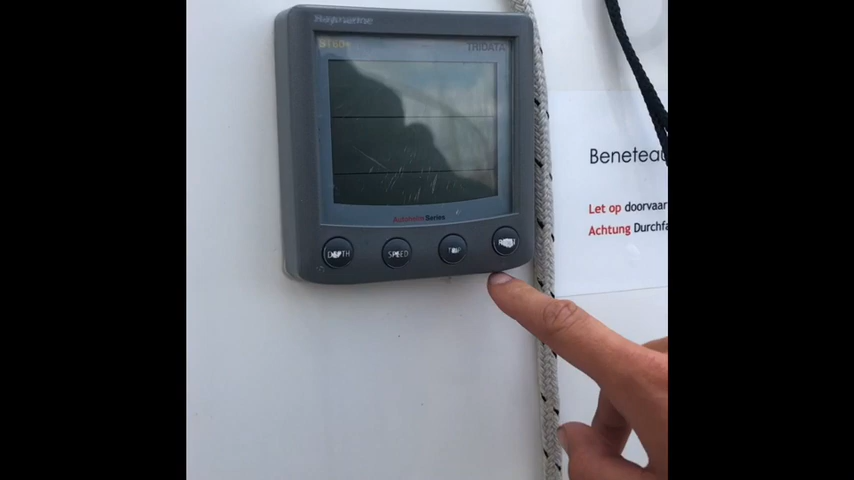 Raymarine
ST60+ TRIDATA
Autohelm Series
DEPTH SPEED TRIP
Beneteau
Let op doorvaar
Achtung Durchfa